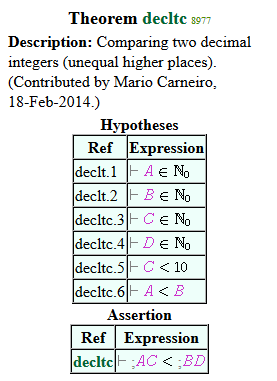 Theorem decltc 8977
Description: Comparing two decimal
integers (unequal higher places).
(Contributed by Mario Carneiro,
18-Feb-2014.)
Hypotheses
Ref Expression
declt.1 ⊢ A ∈ ℕ₀
declt.2 ⊢ B ∈ ℕ₀
decltc.3 ⊢ C ∈ ℕ₀
decltc.4 ⊢ D ∈ ℕ₀
decltc.5 ⊢ C < 10
decltc.6 ⊢ A < B
Assertion
Ref Expression
decltc ⊢ ;AC < ;BD